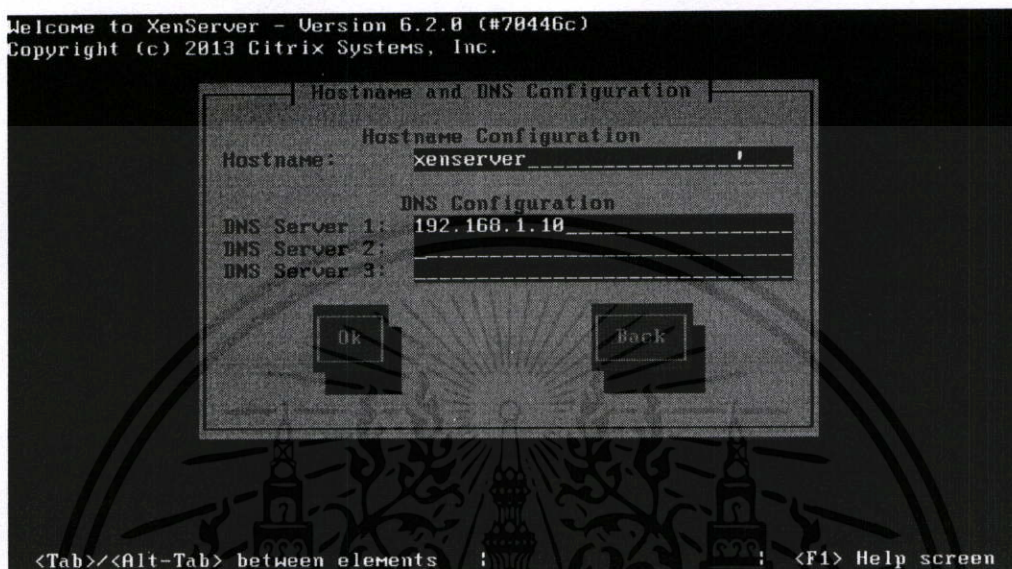 Welcome to XenServer - Version 6.2.0 (#70446c)
Copyright (c) 2013 Citrix Systems, Inc.
Hostname and DNS Configuration
Hostname Configuration
Hostname: xenserver
DNS Configuration
DNS Server 1: 192.168.1.10
DNS Server 2:
DNS Server 3:
Ok Back
<Tab>/<Alt-Tab> between elements | | <F1> Help screen